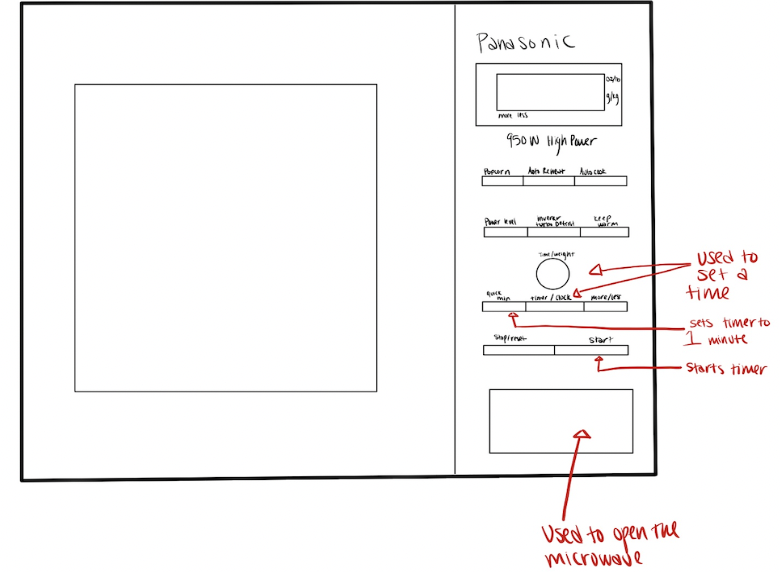 Panasonic
oz/lb
g/kg
more less
950W High Power
Popcorn Auto Reheat Auto cook
Power level Inverter Turbo Defrost keep warm
Time/weight
Used to
set a
time
quick min timer / clock more/less
sets timer to
1 minute
Stop/reset Start
starts timer
Used to open the
microwave